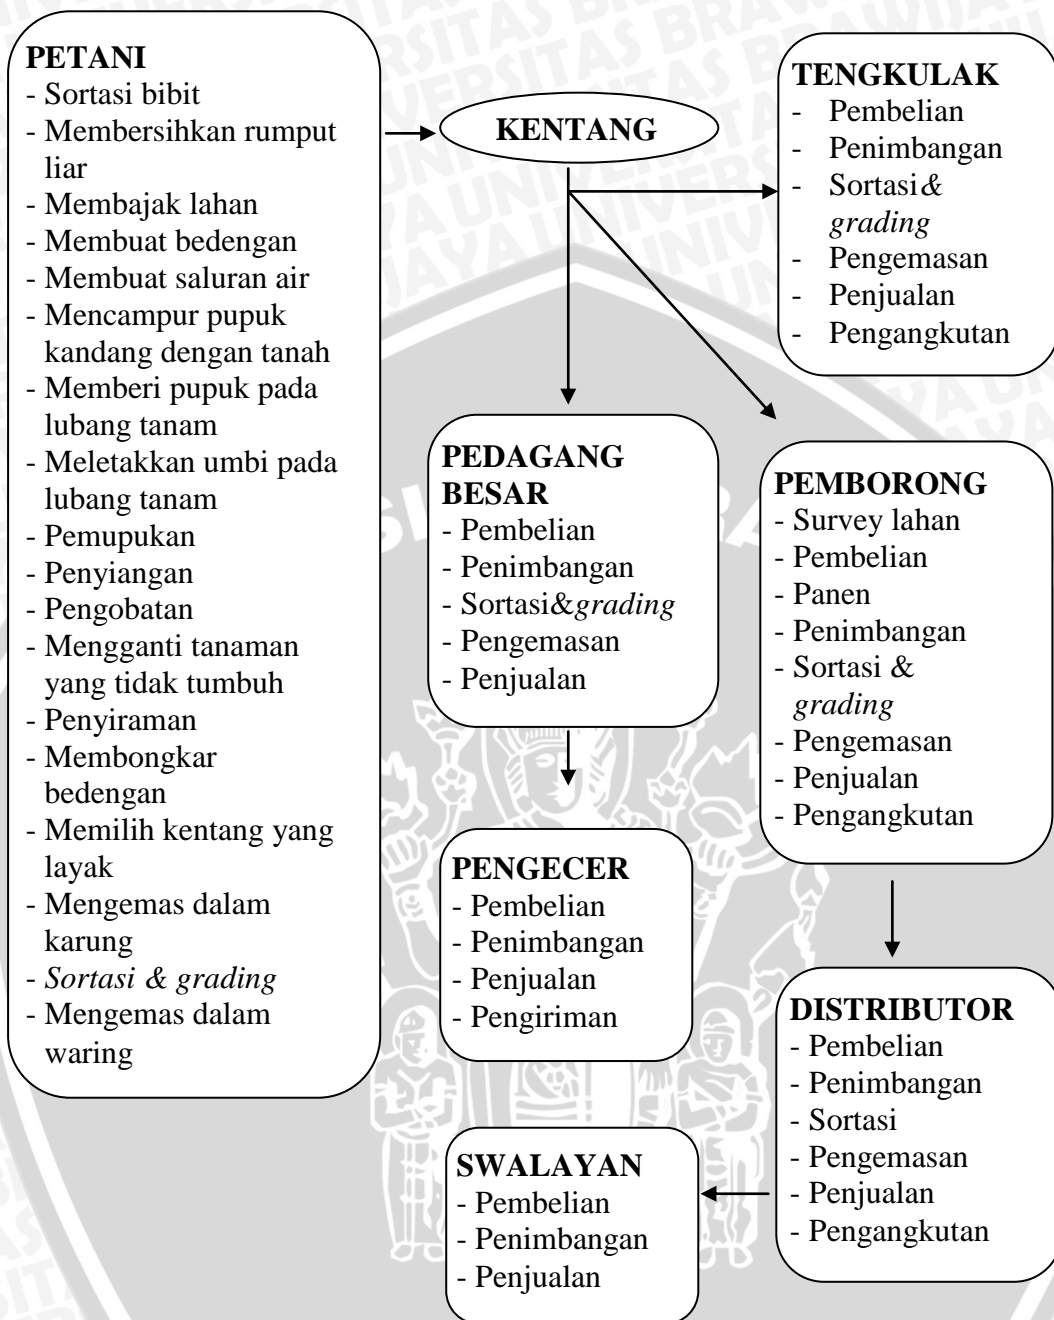 PETANI
- Sortasi bibit
- Membersihkan rumput
liar
- Membajak lahan
- Membuat bedengan
- Membuat saluran air
- Mencampur pupuk
kandang dengan tanah
- Memberi pupuk pada
lubang tanam
- Meletakkan umbi pada
lubang tanam
- Pemupukan
- Penyiangan
- Pengobatan
- Mengganti tanaman
yang tidak tumbuh
- Penyiraman
- Membongkar
bedengan
- Memilih kentang yang
layak
- Mengemas dalam
karung
- Sortasi & grading
- Mengemas dalam
waring
KENTANG
TENGKULAK
- Pembelian
- Penimbangan
- Sortasi&
grading
- Pengemasan
- Penjualan
- Pengangkutan
PEDAGANG
BESAR
- Pembelian
- Penimbangan
- Sortasi&grading
- Pengemasan
- Penjualan
PEMBORONG
- Survey lahan
- Pembelian
- Panen
- Penimbangan
- Sortasi &
grading
- Pengemasan
- Penjualan
- Pengangkutan
PENGECER
- Pembelian
- Penimbangan
- Penjualan
- Pengiriman
DISTRIBUTOR
- Pembelian
- Penimbangan
- Sortasi
- Pengemasan
- Penjualan
- Pengangkutan
SWALAYAN
- Pembelian
- Penimbangan
- Penjualan